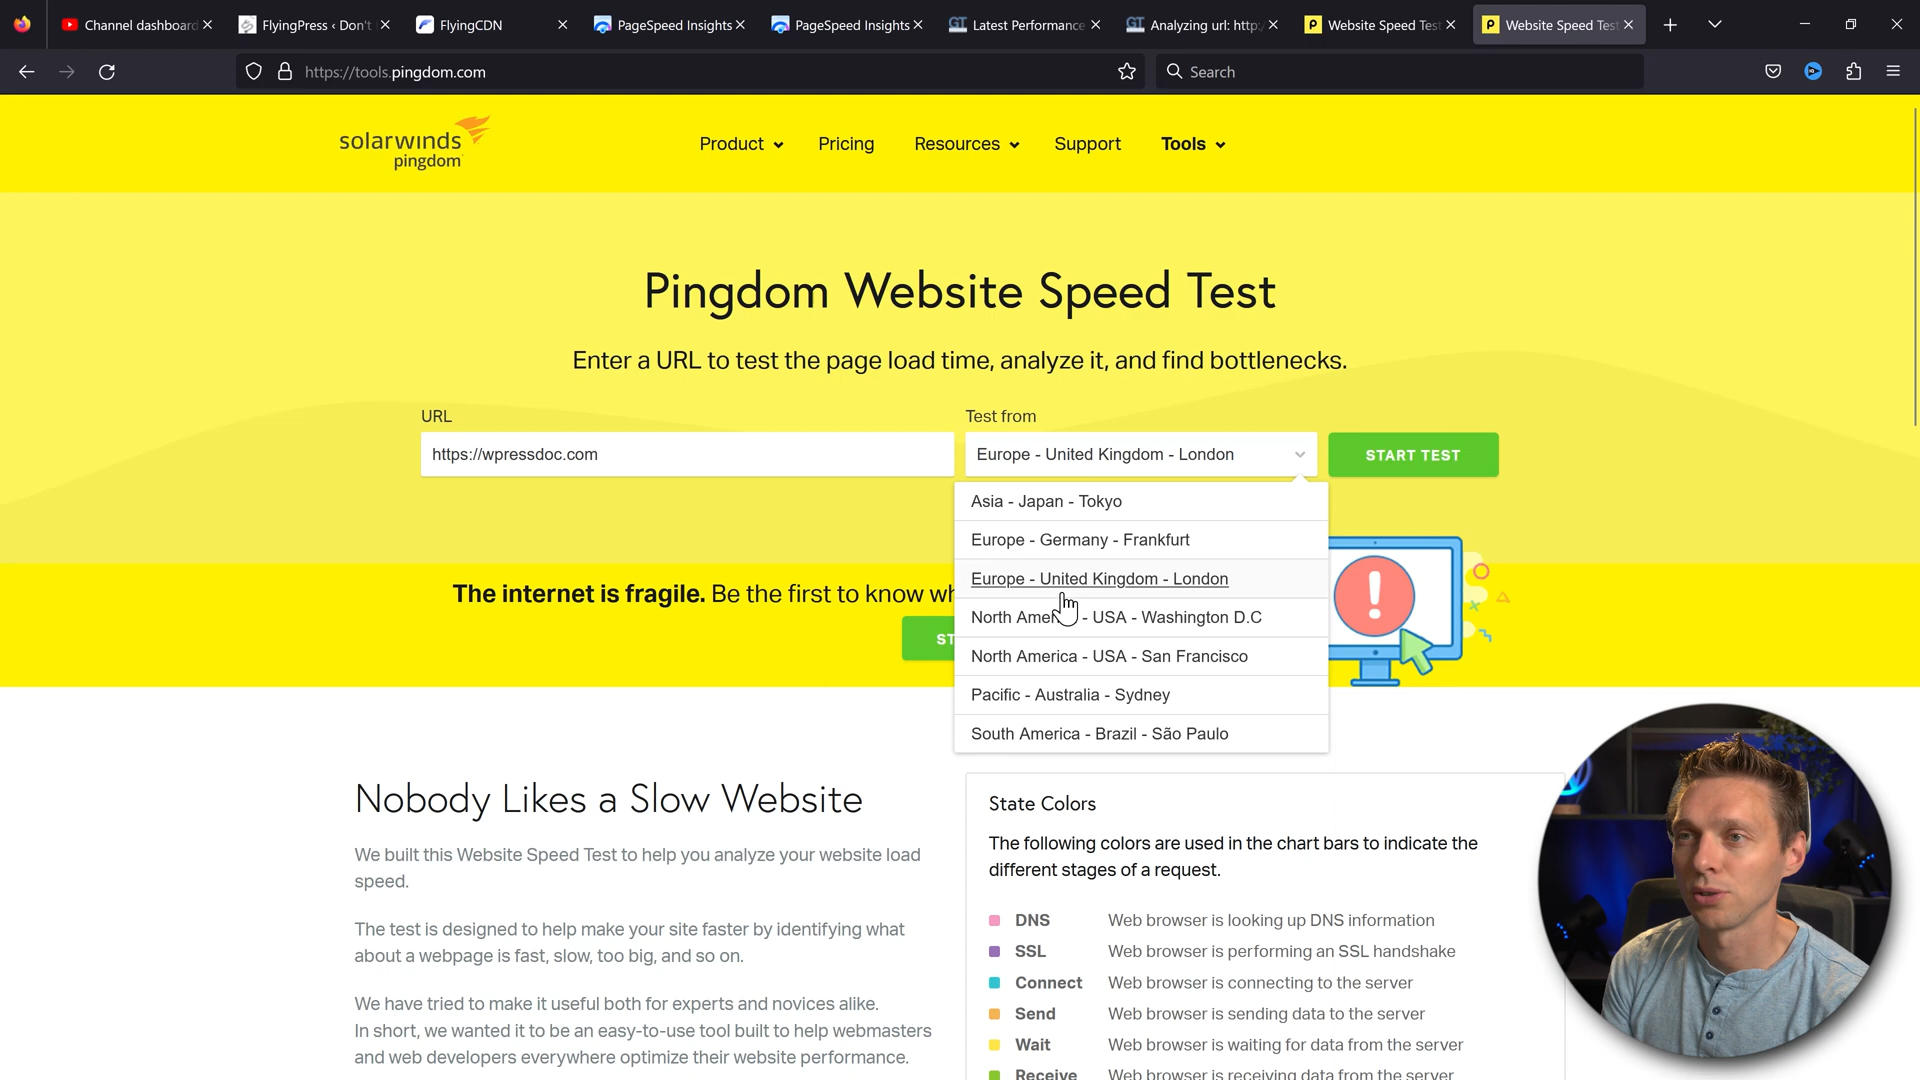 Channel dashboard
FlyingPress ‹ Don't
FlyingCDN
PageSpeed Insights
PageSpeed Insights
GT Latest Performance
GT Analyzing url: http:
Website Speed Test
Website Speed Test
https://tools.pingdom.com
Search
solarwinds
pingdom
Product
Pricing
Resources
Support
Tools
Pingdom Website Speed Test
Enter a URL to test the page load time, analyze it, and find bottlenecks.
URL
Test from
https://wpressdoc.com
Europe - United Kingdom - London
START TEST
Asia - Japan - Tokyo
Europe - Germany - Frankfurt
Europe - United Kingdom - London
North Ame - USA - Washington D.C
North America - USA - San Francisco
Pacific - Australia - Sydney
South America - Brazil - São Paulo
The internet is fragile. Be the first to know wh
ST
Nobody Likes a Slow Website
We built this Website Speed Test to help you analyze your website load
speed.
The test is designed to help make your site faster by identifying what
about a webpage is fast, slow, too big, and so on.
We have tried to make it useful both for experts and novices alike.
In short, we wanted it to be an easy-to-use tool built to help webmasters
and web developers everywhere optimize their website performance.
State Colors
The following colors are used in the chart bars to indicate the
different stages of a request.
DNS Web browser is looking up DNS information
SSL Web browser is performing an SSL handshake
Connect Web browser is connecting to the server
Send Web browser is sending data to the server
Wait Web browser is waiting for data from the server
Receive Web browser is receiving data from the server